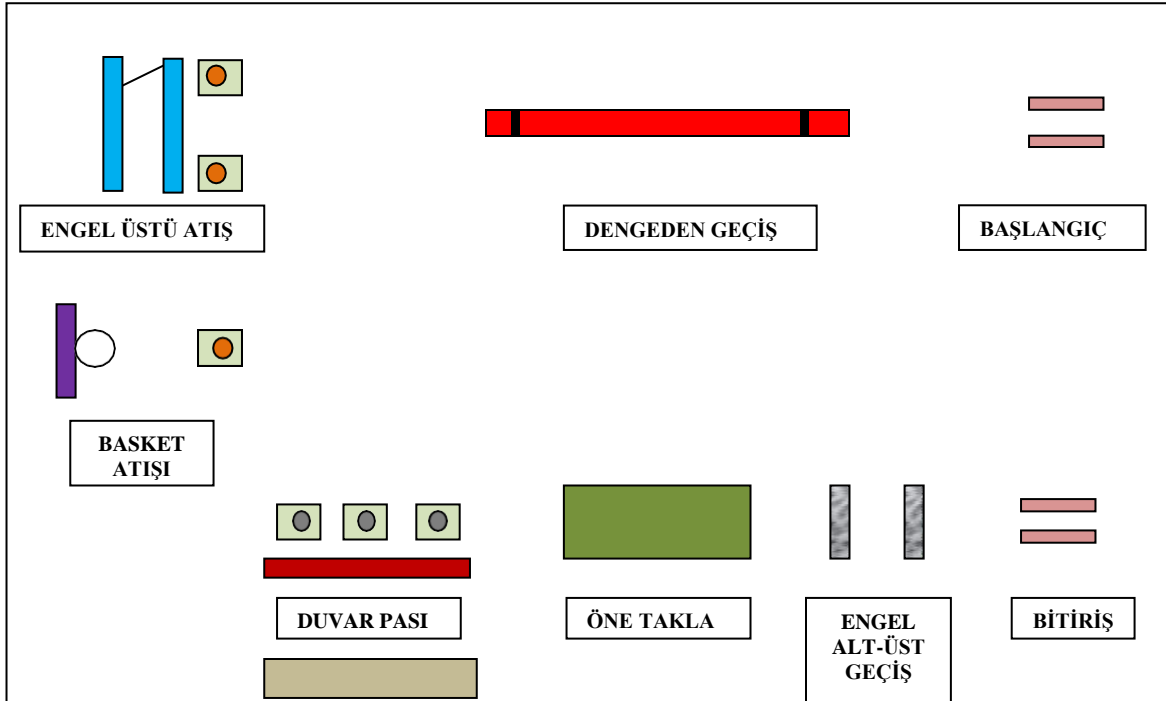 ENGEL ÜSTÜ ATIŞ
DENGEDEN GEÇİŞ
BAŞLANGIÇ
BASKET
ATIŞI
DUVAR PASI
ÖNE TAKLA
ENGEL
ALT-ÜST
GEÇİŞ
BİTİRİŞ